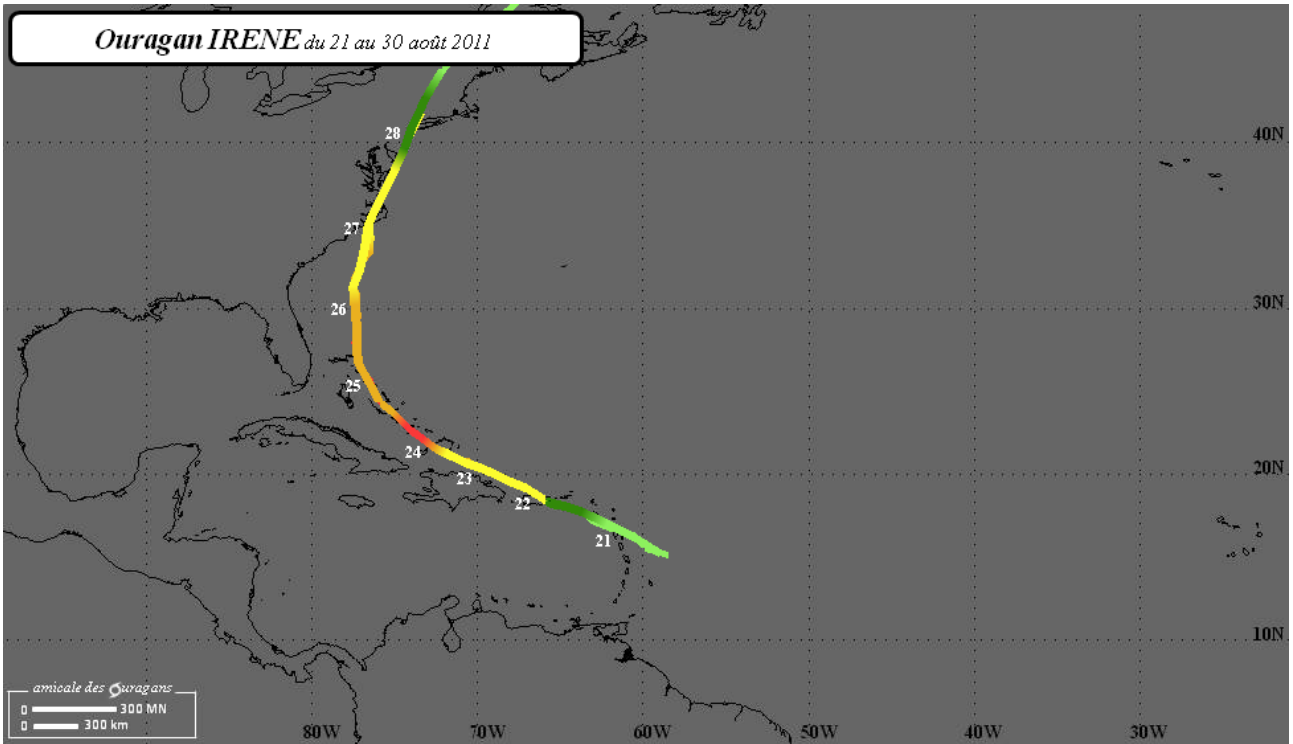 Ouragan IRENE du 21 au 30 août 2011
28
40N
27
26
30N
25
24
23
20N
22
21
10N
amicale des Ouragans
0 300 MN
0 300 km
80W 70W 60W 50W 40W 30W